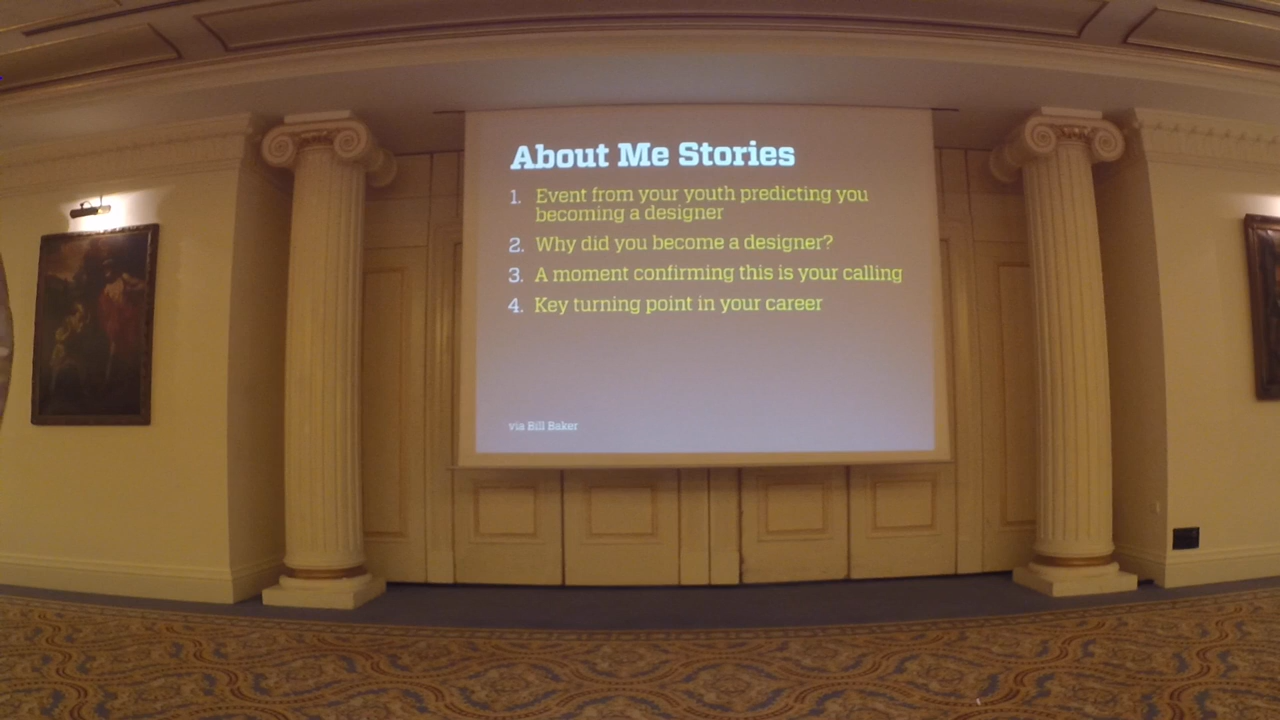 About Me Stories
1. Event from your youth predicting you
becoming a designer
2. Why did you become a designer?
3. A moment confirming this is your calling
4. Key turning point in your career
via Bill Baker